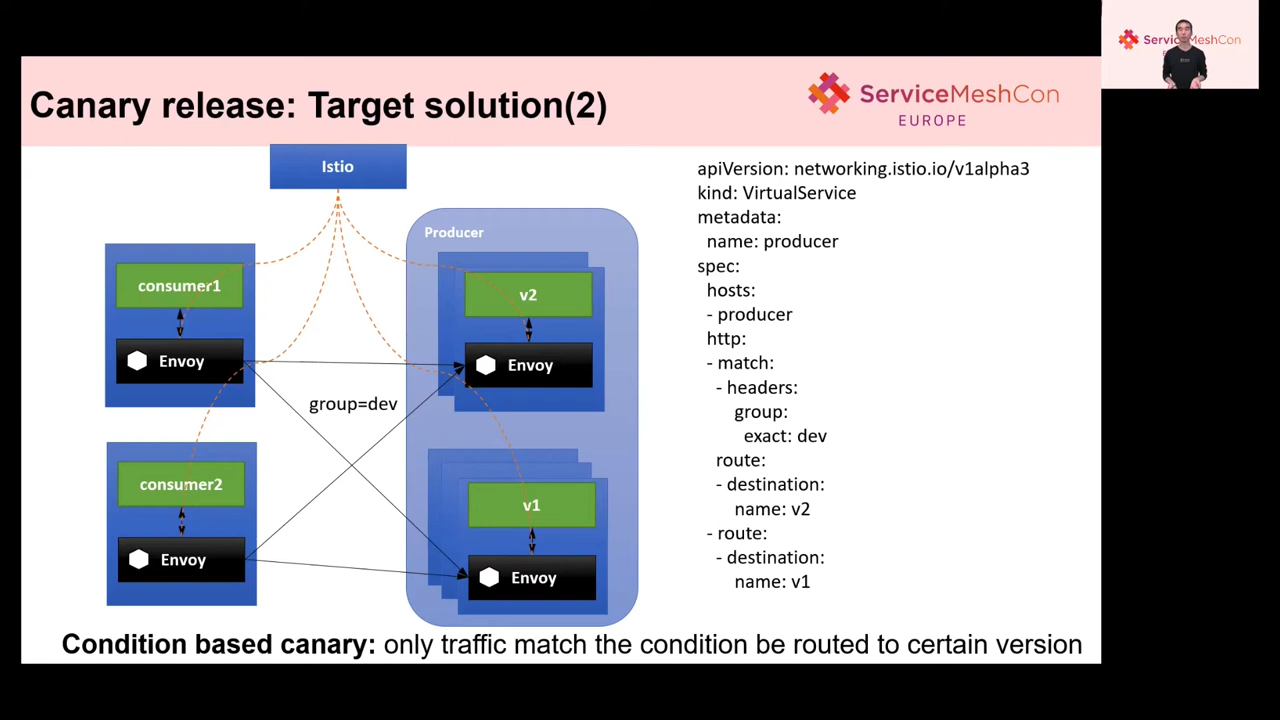 Canary release: Target solution(2)
ServiceMeshCon
EUROPE
Istio
Producer
consumer1
Envoy
v2
Envoy
group=dev
consumer2
Envoy
v1
Envoy
apiVersion: networking.istio.io/v1alpha3
kind: VirtualService
metadata:
name: producer
spec:
hosts:
- producer
http:
- match:
- headers:
group:
exact: dev
route:
- destination:
name: v2
- route:
- destination:
name: v1
Condition based canary: only traffic match the condition be routed to certain version